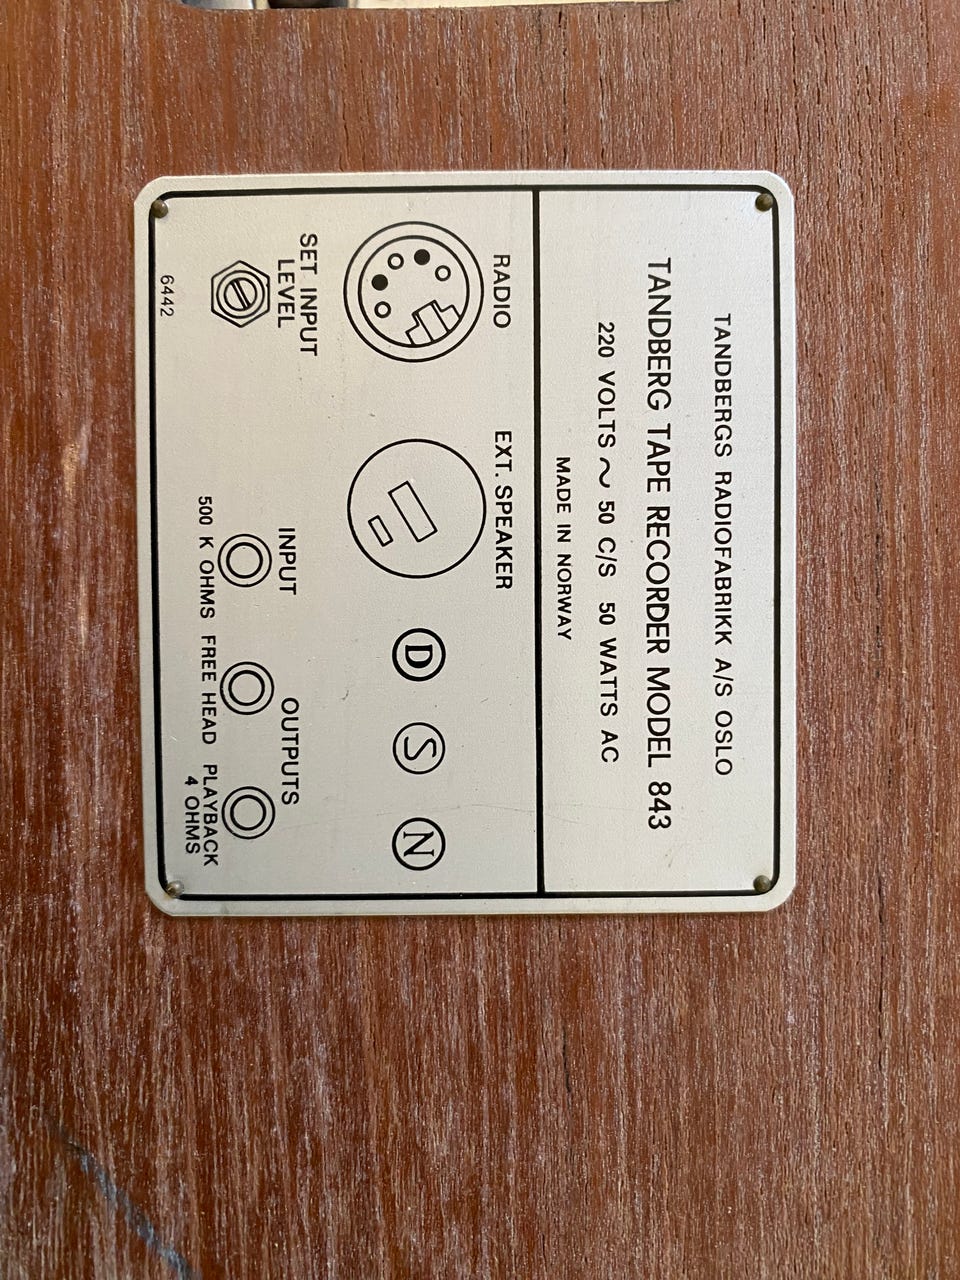 TANDBERGS RADIOFABRIKK A/S OSLO
TANDBERG TAPE RECORDER MODEL 843
220 VOLTS ~ 50 C/S 50 WATTS AC
MADE IN NORWAY
RADIO
EXT. SPEAKER
D S N
SET INPUT
LEVEL
INPUT
OUTPUTS
500 K OHMS FREE HEAD PLAYBACK
4 OHMS
6442